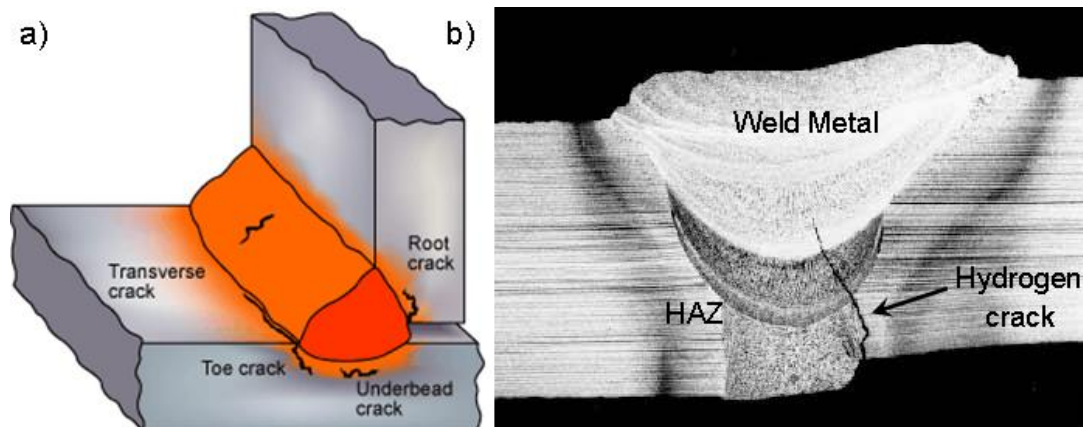 a)
Transverse
crack
Root
crack
Toe crack
Underbead
crack
b)
Weld Metal
HAZ
Hydrogen
crack